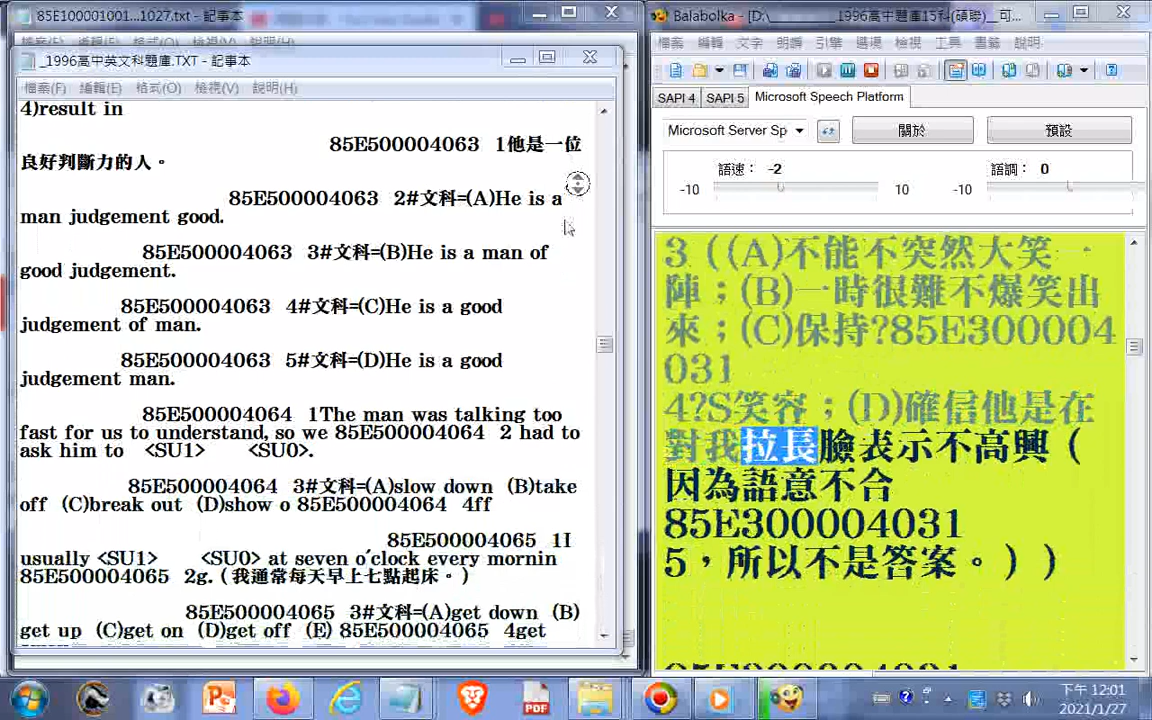 85E100001001...1027.txt - 記事本
_1996高中英文科題庫.TXT - 記事本
檔案(F) 編輯(E) 格式(O) 檢視(V) 說明(H)
4)result in
85E500004063 1他是一位
良好判斷力的人。
85E500004063 2#文科=(A)He is a
man judgement good.
85E500004063 3#文科=(B)He is a man of
good judgement.
85E500004063 4#文科=(C)He is a good
judgement of man.
85E500004063 5#文科=(D)He is a good
judgement man.
85E500004064 1The man was talking too
fast for us to understand, so we 85E500004064 2 had to
ask him to <SU1> <SU0>.
85E500004064 3#文科=(A)slow down (B)take
off (C)break out (D)show o 85E500004064 4ff
85E500004065 1I
usually <SU1> <SU0> at seven o'clock every mornin
85E500004065 2g.(我通常每天早上七點起床。)
85E500004065 3#文科=(A)get down (B)
get up (C)get on (D)get off (E) 85E500004065 4get
Balabolka - [D:\________1996高中題庫15科(碩聯)__可...
檔案 編輯 文字 朗讀 引擎 選項 檢視 工具 書籤 說明
SAPI 4 SAPI 5 Microsoft Speech Platform
Microsoft Server Sp 關於 預設
語速: -2 語調: 0
-10 10 -10
3((A)不能不突然大笑一
陣；(B)一時很難不爆笑出
來；(C)保持?85E3000004
031
4?S笑容；(D))確信他是在
對我拉長臉表示不高興（
因為語意不合
85E300004031
5，所以不是答案。））
下午 12:01
2021/1/27